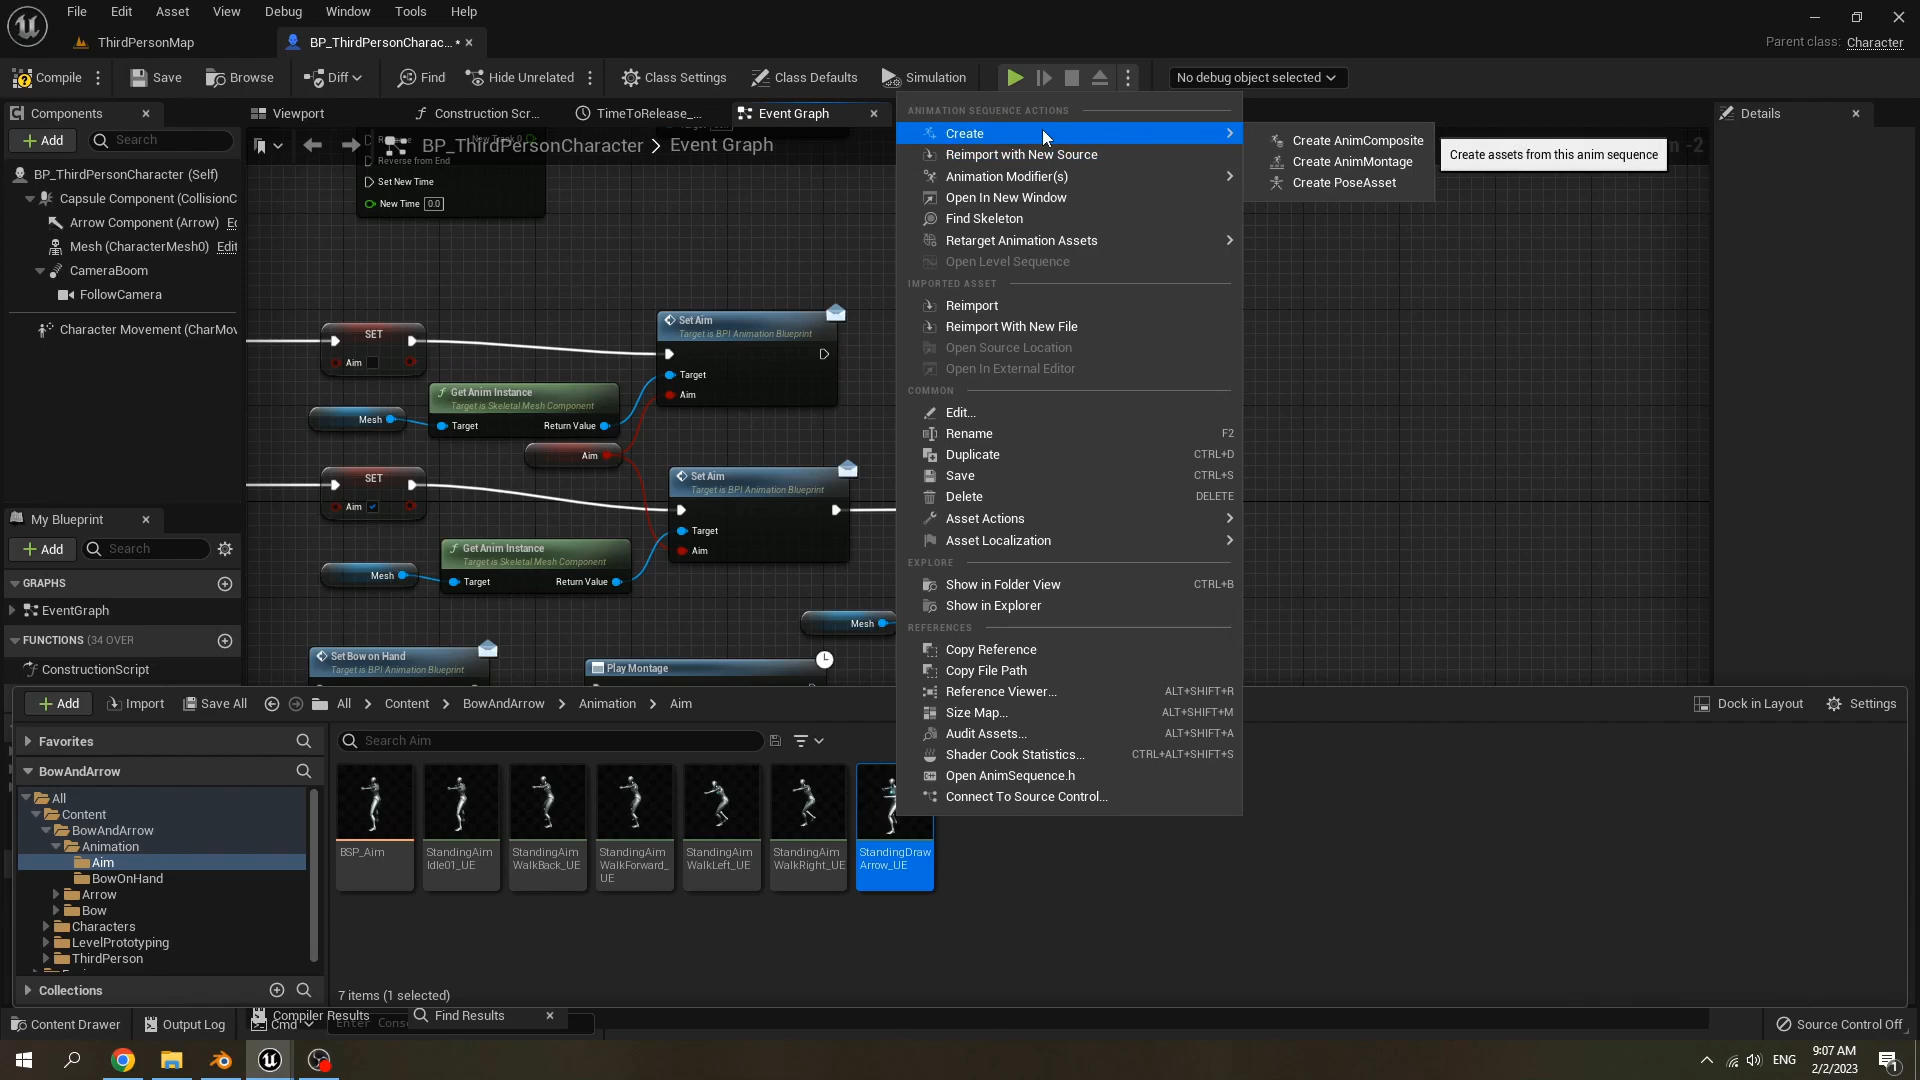 File Edit Asset View Debug Window Tools Help
ThirdPersonMap
BP_ThirdPersonCharac... *
Parent class: Character
Compile Save Browse Diff Find Hide Unrelated Class Settings Class Defaults Simulation No debug object selected
Components
Viewport Construction Scr... TimeToRelease_... Event Graph
Details
Add Search
BP_ThirdPersonCharacter > Event Graph
BP_ThirdPersonCharacter (Self)
Capsule Component (CollisionC
Arrow Component (Arrow)
Mesh (CharacterMesh0) Edit
CameraBoom
FollowCamera
Character Movement (CharMov
Reverse from End
Set New Time
New Time 0.0
SET
Aim
Set Aim
Target is BPI Animation Blueprint
Target
Aim
Get Anim Instance
Target is Skeletal Mesh Component
Mesh
Target Return Value
Aim
SET
Aim
Set Aim
Target is BPI Animation Blueprint
Target
Aim
Get Anim Instance
Target is Skeletal Mesh Component
Mesh
Target Return Value
Mesh
Set Bow on Hand
Target is BPI Animation Blueprint
Play Montage
My Blueprint
Add Search
GRAPHS
EventGraph
FUNCTIONS (34 OVER
ConstructionScript
ANIMATION SEQUENCE ACTIONS
Create
Reimport with New Source
Animation Modifier(s)
Open In New Window
Find Skeleton
Retarget Animation Assets
Open Level Sequence
IMPORTED ASSET
Reimport
Reimport With New File
Open Source Location
Open In External Editor
COMMON
Edit...
Rename F2
Duplicate CTRL+D
Save CTRL+S
Delete DELETE
Asset Actions
Asset Localization
EXPLORE
Show in Folder View CTRL+B
Show in Explorer
REFERENCES
Copy Reference
Copy File Path
Reference Viewer... ALT+SHIFT+R
Size Map... ALT+SHIFT+M
Audit Assets... ALT+SHIFT+A
Shader Cook Statistics... CTRL+ALT+SHIFT+S
Open AnimSequence.h
Connect To Source Control...
Create AnimComposite
Create AnimMontage
Create PoseAsset
Create assets from this anim sequence
-2
Add Import Save All All > Content > BowAndArrow > Animation > Aim
Dock in Layout Settings
Favorites
Search Aim
BowAndArrow
All
Content
BowAndArrow
Animation
Aim
BowOnHand
Arrow
Bow
Characters
LevelPrototyping
ThirdPerson
Collections
BSP_Aim
StandingAim
Idle01_UE
StandingAim
WalkBack_UE
StandingAim
WalkForward_
UE
StandingAim
WalkLeft_UE
StandingAim
WalkRight_UE
StandingDraw
Arrow_UE
7 items (1 selected)
Compiler Results Find Results
Content Drawer Output Log Cmd
Source Control Off
ENG
9:07 AM
2/2/2023
1